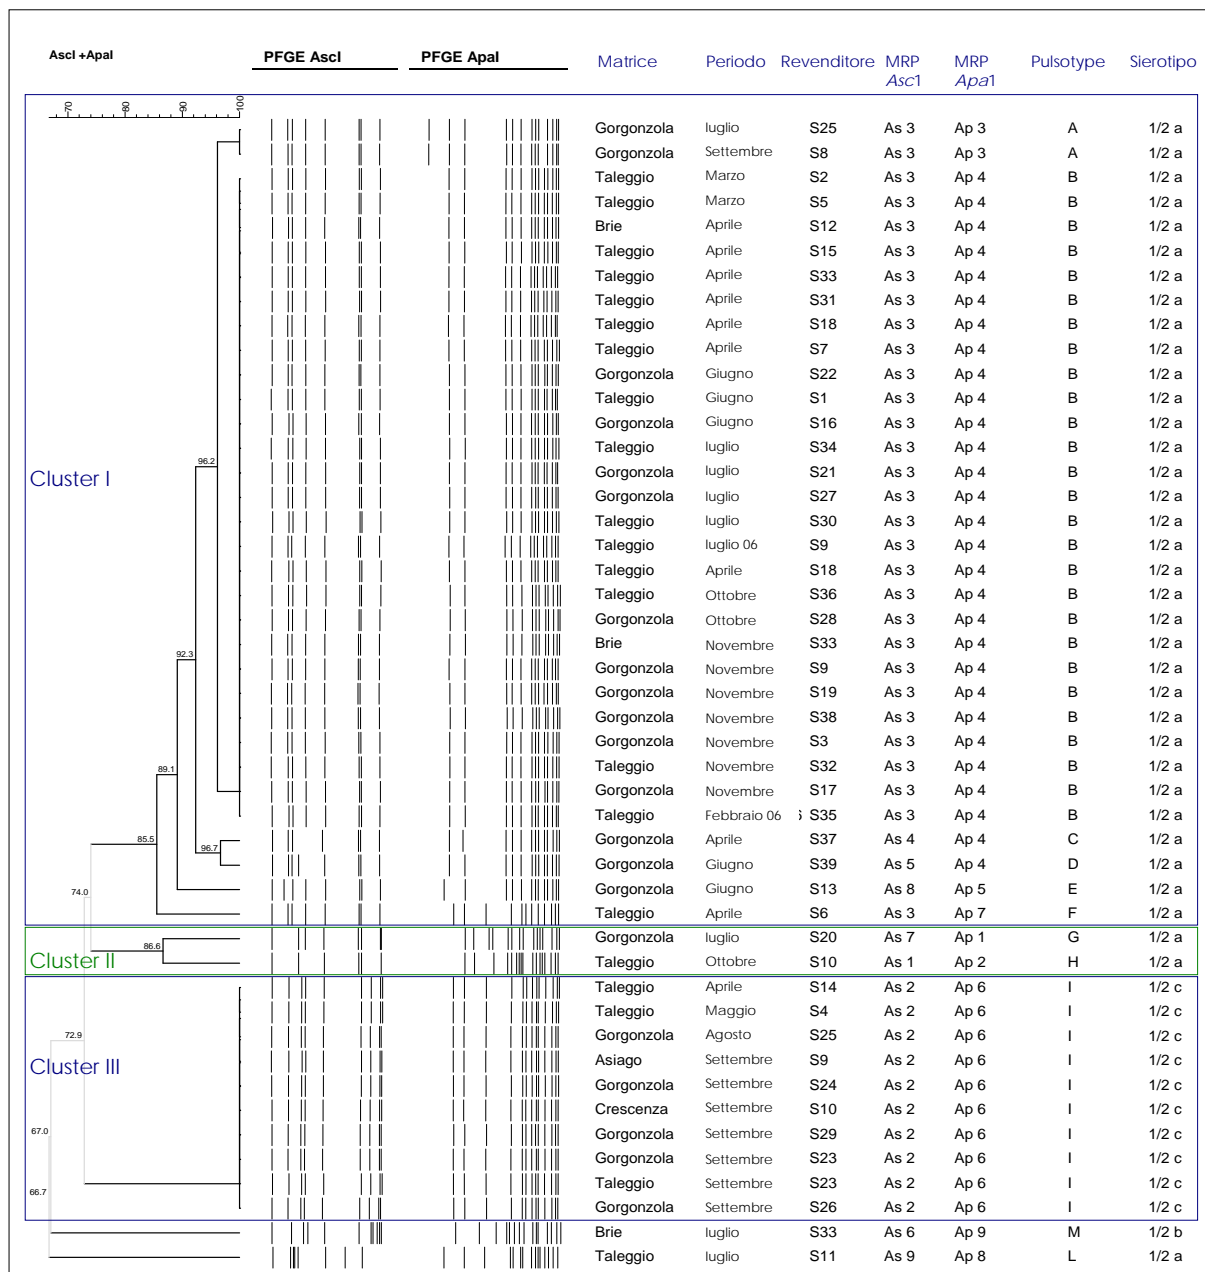 AscI +ApaI PFGE AscI PFGE ApaI Matrice Periodo Revenditore MRP Asc1 MRP Apa1 Pulsotype Sierotipo
70 80 90 100
Gorgonzola luglio S25 As 3 Ap 3 A 1/2 a
Gorgonzola Settembre S8 As 3 Ap 3 A 1/2 a
Taleggio Marzo S2 As 3 Ap 4 B 1/2 a
Taleggio Marzo S5 As 3 Ap 4 B 1/2 a
Brie Aprile S12 As 3 Ap 4 B 1/2 a
Taleggio Aprile S15 As 3 Ap 4 B 1/2 a
Taleggio Aprile S33 As 3 Ap 4 B 1/2 a
Taleggio Aprile S31 As 3 Ap 4 B 1/2 a
Taleggio Aprile S18 As 3 Ap 4 B 1/2 a
Taleggio Aprile S7 As 3 Ap 4 B 1/2 a
Gorgonzola Giugno S22 As 3 Ap 4 B 1/2 a
Taleggio Giugno S1 As 3 Ap 4 B 1/2 a
Gorgonzola Giugno S16 As 3 Ap 4 B 1/2 a
Taleggio luglio S34 As 3 Ap 4 B 1/2 a
96.2
Cluster I Gorgonzola luglio S21 As 3 Ap 4 B 1/2 a
Gorgonzola luglio S27 As 3 Ap 4 B 1/2 a
Taleggio luglio S30 As 3 Ap 4 B 1/2 a
Taleggio luglio 06 S9 As 3 Ap 4 B 1/2 a
Taleggio Aprile S18 As 3 Ap 4 B 1/2 a
Taleggio Ottobre S36 As 3 Ap 4 B 1/2 a
Gorgonzola Ottobre S28 As 3 Ap 4 B 1/2 a
Brie Novembre S33 As 3 Ap 4 B 1/2 a
92.3
Gorgonzola Novembre S9 As 3 Ap 4 B 1/2 a
Gorgonzola Novembre S19 As 3 Ap 4 B 1/2 a
Gorgonzola Novembre S38 As 3 Ap 4 B 1/2 a
Gorgonzola Novembre S3 As 3 Ap 4 B 1/2 a
89.1 Taleggio Novembre S32 As 3 Ap 4 B 1/2 a
Gorgonzola Novembre S17 As 3 Ap 4 B 1/2 a
Taleggio Febbraio 06 S35 As 3 Ap 4 B 1/2 a
85.5 Gorgonzola Aprile S37 As 4 Ap 4 C 1/2 a
96.7
Gorgonzola Giugno S39 As 5 Ap 4 D 1/2 a
74.0 Gorgonzola Giugno S13 As 8 Ap 5 E 1/2 a
Taleggio Aprile S6 As 3 Ap 7 F 1/2 a
Gorgonzola luglio S20 As 7 Ap 1 G 1/2 a
86.6
Cluster II Taleggio Ottobre S10 As 1 Ap 2 H 1/2 a
Taleggio Aprile S14 As 2 Ap 6 I 1/2 c
Taleggio Maggio S4 As 2 Ap 6 I 1/2 c
72.9 Gorgonzola Agosto S25 As 2 Ap 6 I 1/2 c
Cluster III Asiago Settembre S9 As 2 Ap 6 I 1/2 c
Gorgonzola Settembre S24 As 2 Ap 6 I 1/2 c
Crescenza Settembre S10 As 2 Ap 6 I 1/2 c
67.0 Gorgonzola Settembre S29 As 2 Ap 6 I 1/2 c
Gorgonzola Settembre S23 As 2 Ap 6 I 1/2 c
Taleggio Settembre S23 As 2 Ap 6 I 1/2 c
66.7
Gorgonzola Settembre S26 As 2 Ap 6 I 1/2 c
Brie luglio S33 As 6 Ap 9 M 1/2 b
Taleggio luglio S11 As 9 Ap 8 L 1/2 a